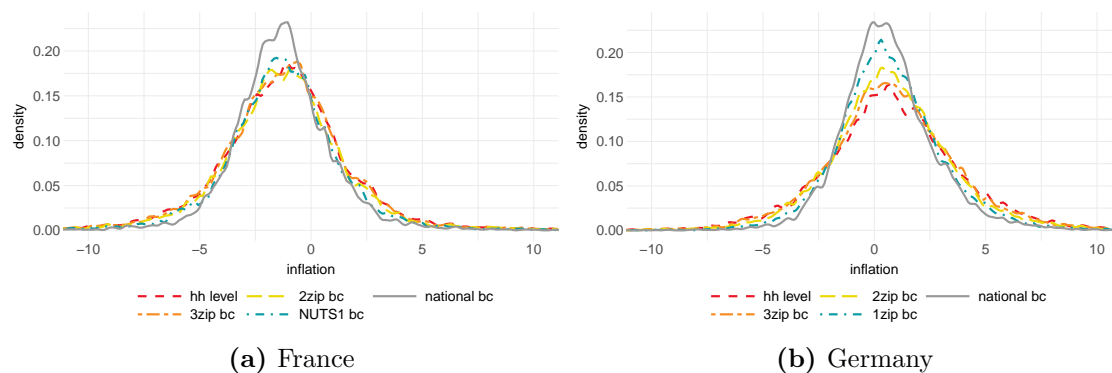 0.20
0.15
0.10
0.05
0.00
density
−10 −5 0 5 10
inflation
hh level 2zip bc national bc
3zip bc NUTS1 bc
(a) France
0.20
0.15
0.10
0.05
0.00
density
−10 −5 0 5 10
inflation
hh level 2zip bc national bc
3zip bc 1zip bc
(b) Germany